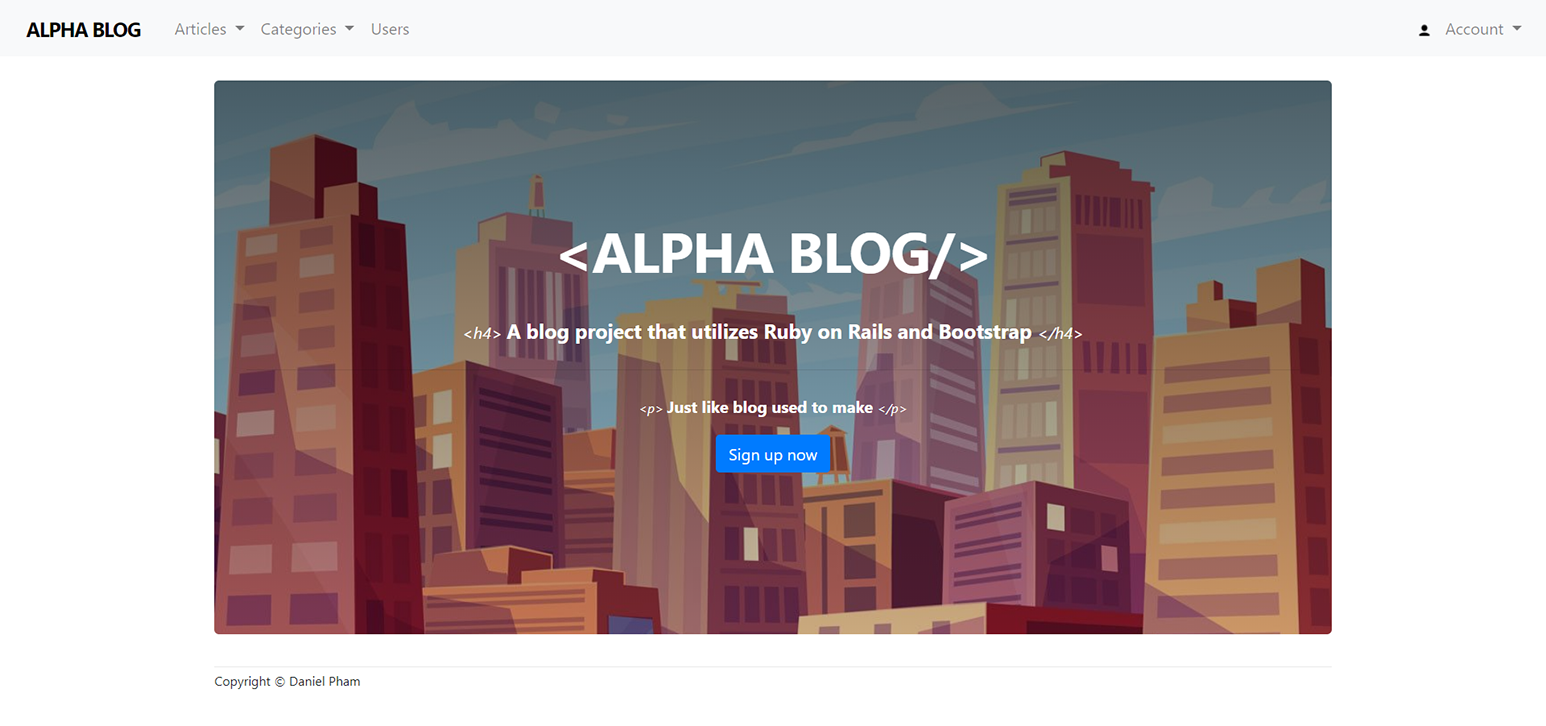 ALPHA BLOG Articles Categories Users Account
<ALPHA BLOG/>
<h4> A blog project that utilizes Ruby on Rails and Bootstrap </h4>
<p> Just like blog used to make </p>
Sign up now
Copyright © Daniel Pham